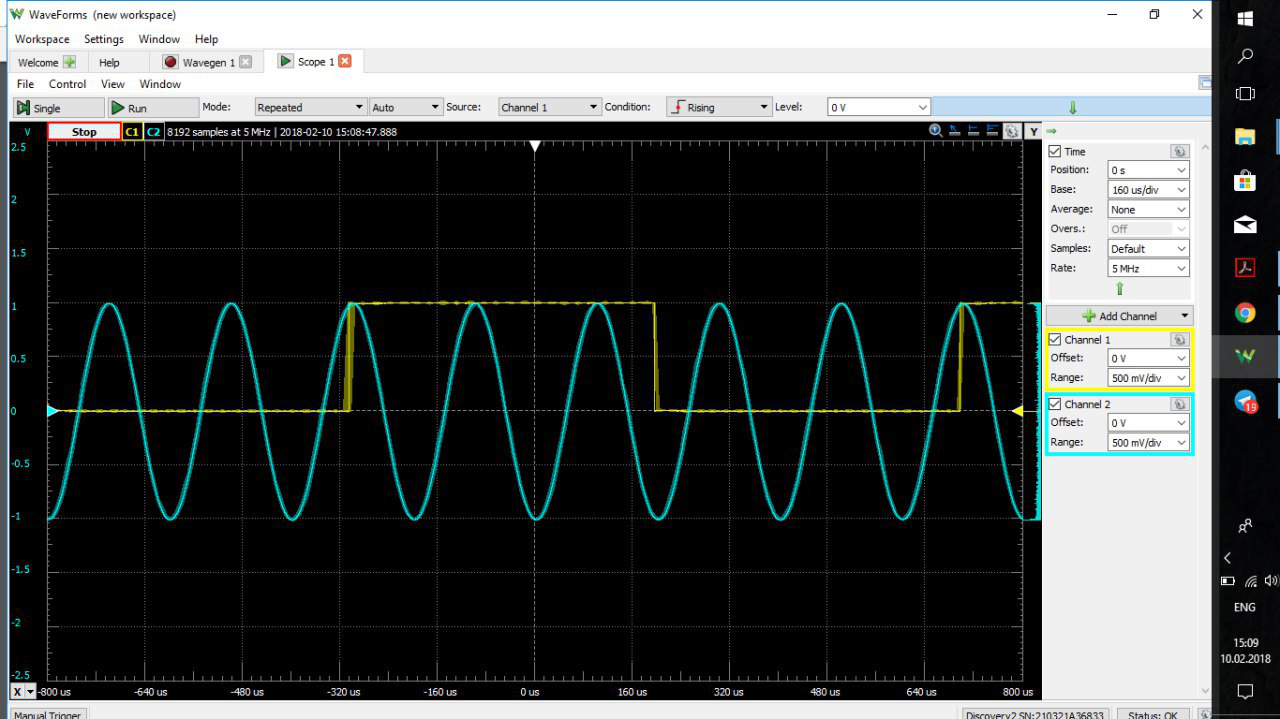 WaveForms (new workspace)
Workspace Settings Window Help
Welcome Help Wavegen 1 Scope 1
File Control View Window
Single Run Mode: Repeated Auto Source: Channel 1 Condition: Rising Level: 0 V
V Stop C1 C2 8192 samples at 5 MHz | 2018-02-10 15:08:47.888 Y
2.5
2
1.5
1
0.5
0
-0.5
-1
-1.5
-2
-2.5
X -800 us -640 us -480 us -320 us -160 us 0 us 160 us 320 us 480 us 640 us 800 us
Time
Position: 0 s
Base: 160 us/div
Average: None
Overs.: Off
Samples: Default
Rate: 5 MHz
Add Channel
Channel 1
Offset: 0 V
Range: 500 mV/div
Channel 2
Offset: 0 V
Range: 500 mV/div
Manual Trigger Discovery2 SN:210321A36833 Status: OK
19
ENG
15:09
10.02.2018